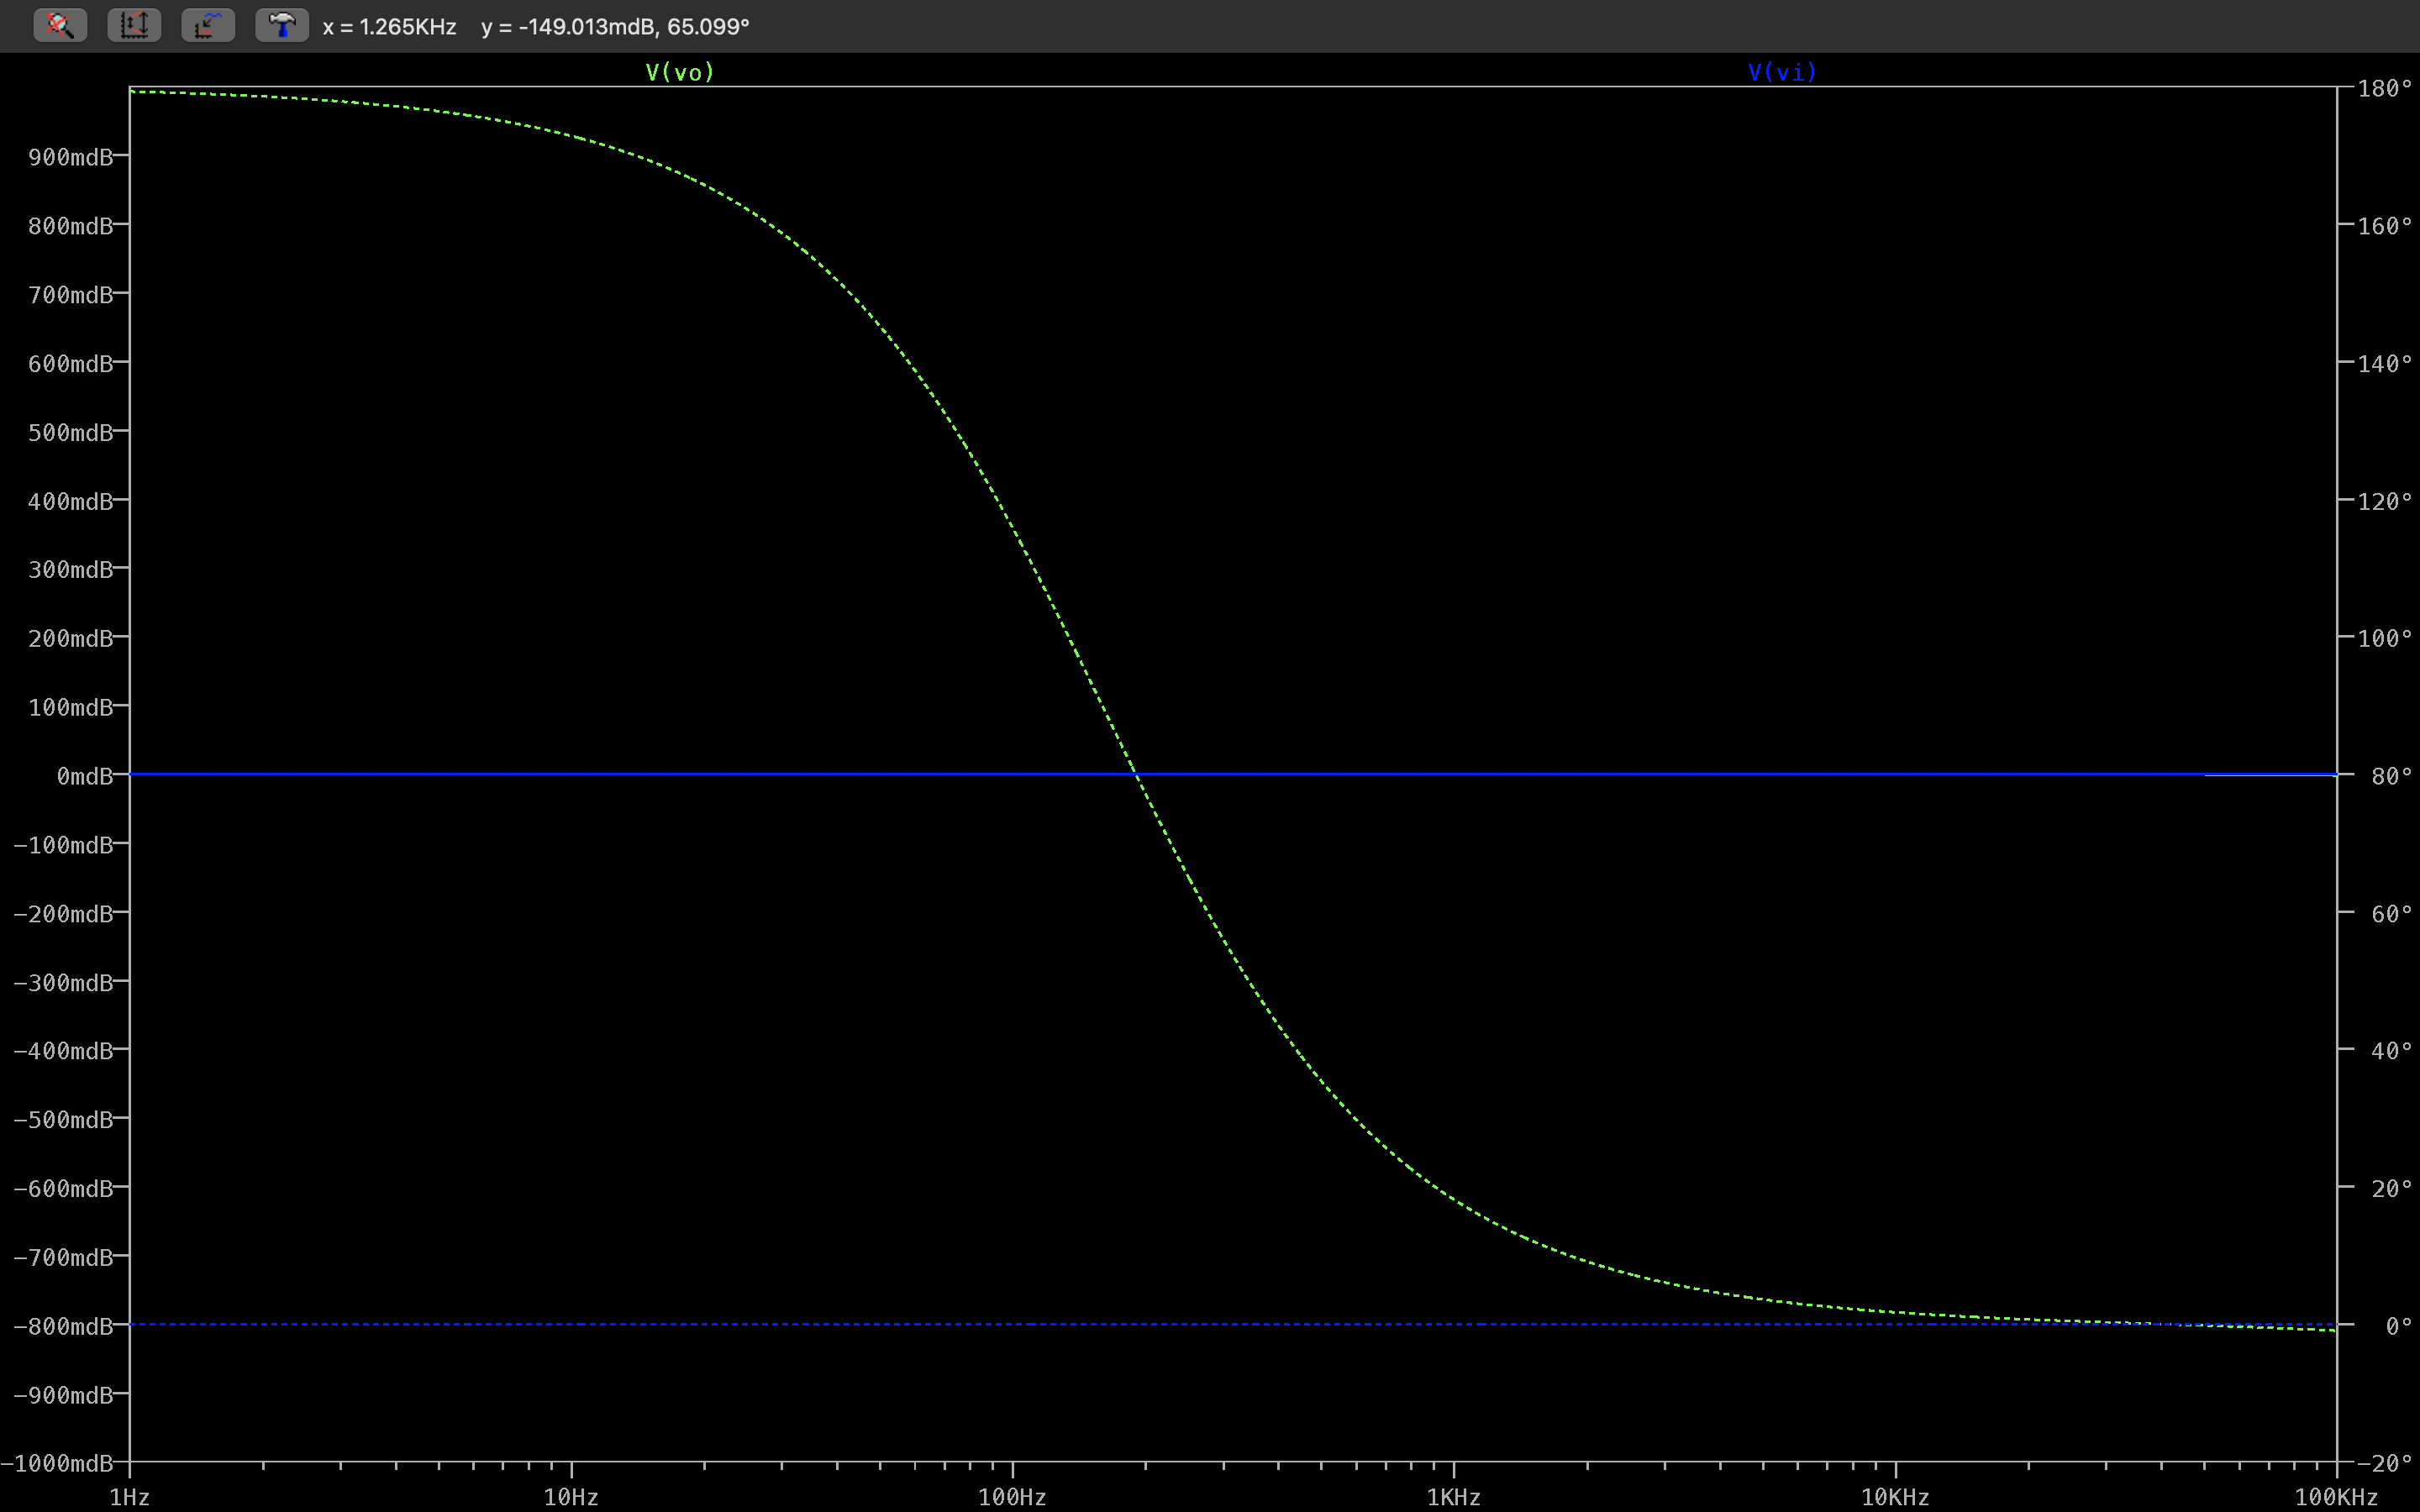 x = 1.265KHz y = -149.013mdB, 65.099°
V(vo) V(vi)
180°
900mdB
800mdB 160°
700mdB
600mdB 140°
500mdB
400mdB 120°
300mdB
200mdB 100°
100mdB
0mdB 80°
-100mdB
-200mdB 60°
-300mdB
-400mdB 40°
-500mdB
-600mdB 20°
-700mdB
-800mdB 0°
-900mdB
-1000mdB -20°
1Hz 10Hz 100Hz 1KHz 10KHz 100KHz